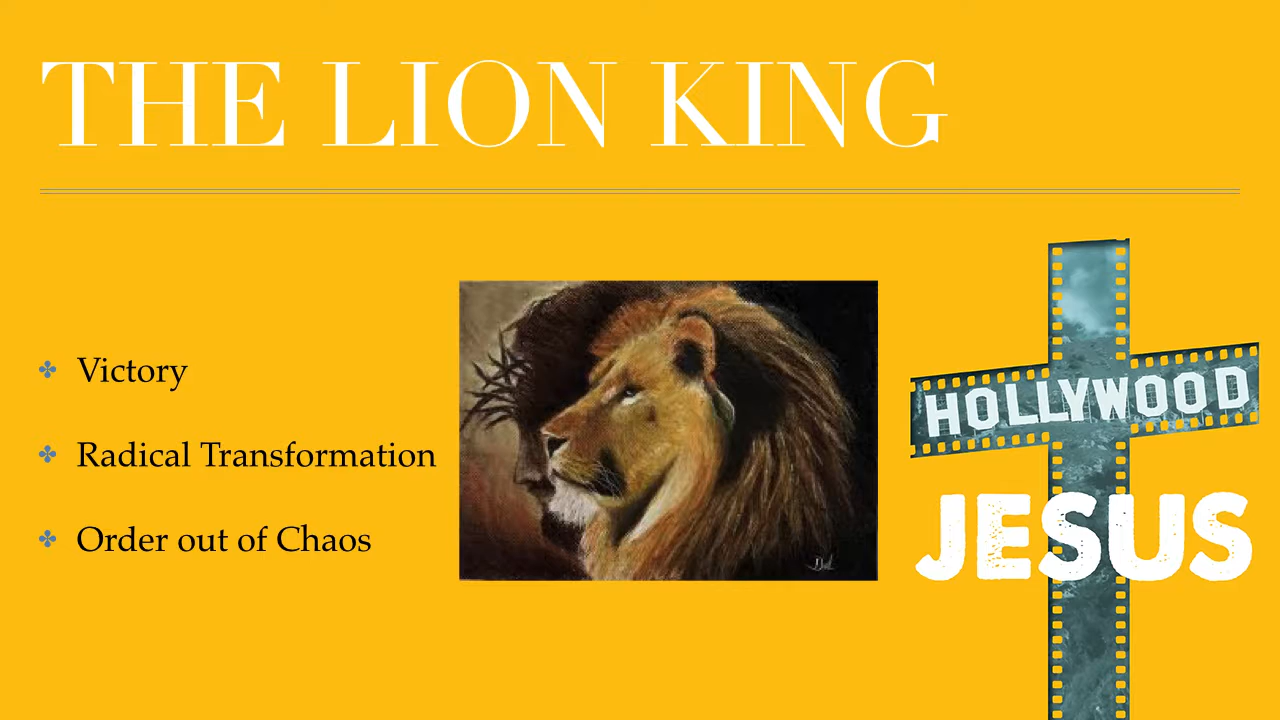 THE LION KING
Victory
Radical Transformation
Order out of Chaos
HOLLYWOOD
JESUS